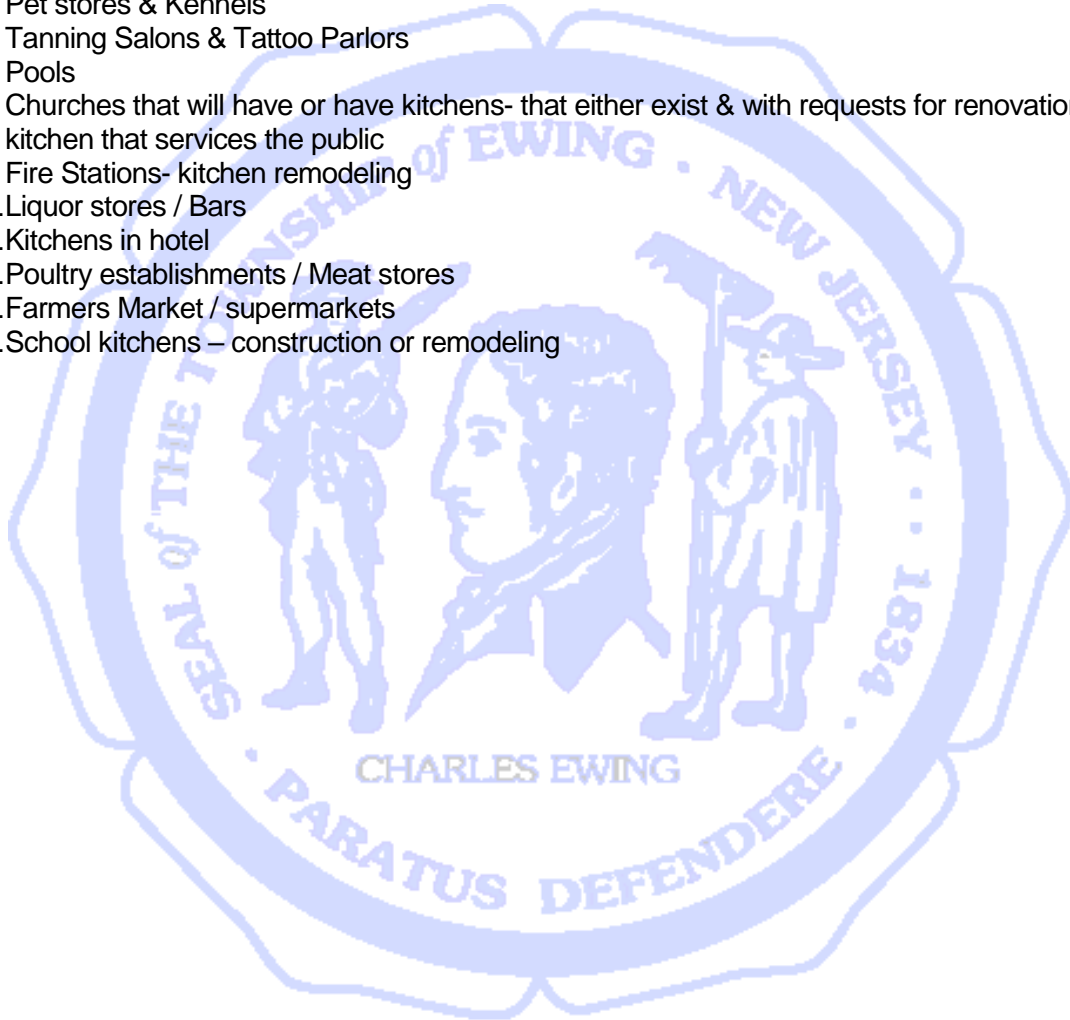 Pet stores & Kennels
Tanning Salons & Tattoo Parlors
Pools
Churches that will have or have kitchens- that either exist & with requests for renovation
kitchen that services the public
Fire Stations- kitchen remodeling
.Liquor stores / Bars
.Kitchens in hotel
.Poultry establishments / Meat stores
.Farmers Market / supermarkets
.School kitchens – construction or remodeling
SEAL of THE TOWNSHIP of EWING · NEW JERSEY · · 1834 ·
CHARLES EWING
· PARATUS DEFENDERE